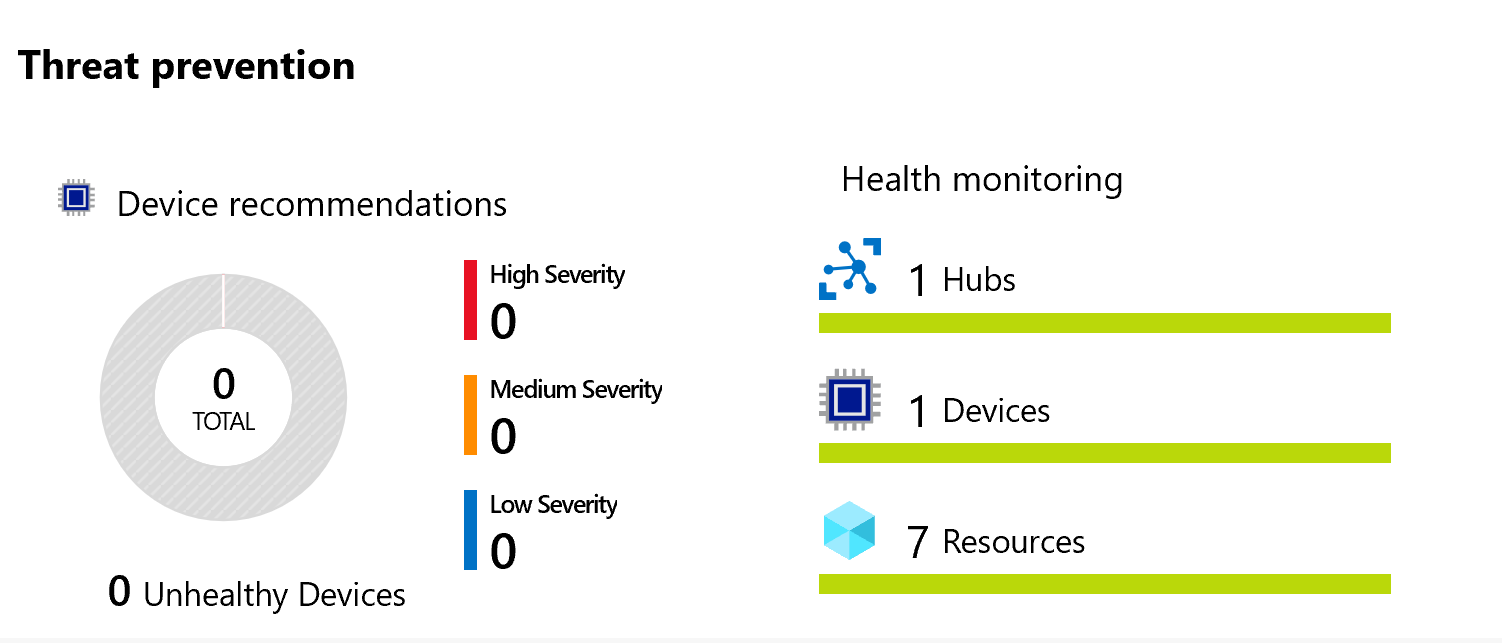 Threat prevention
Device recommendations
0
TOTAL
High Severity
0
Medium Severity
0
Low Severity
0
0 Unhealthy Devices
Health monitoring
1 Hubs
1 Devices
7 Resources